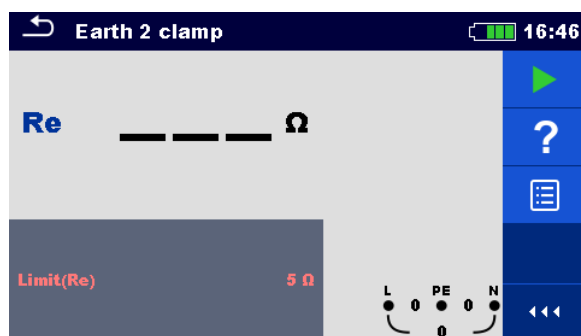 Earth 2 clamp 16:46
Re _ _ _ Ω
?
Limit(Re) 5 Ω
L PE N
0 0
0